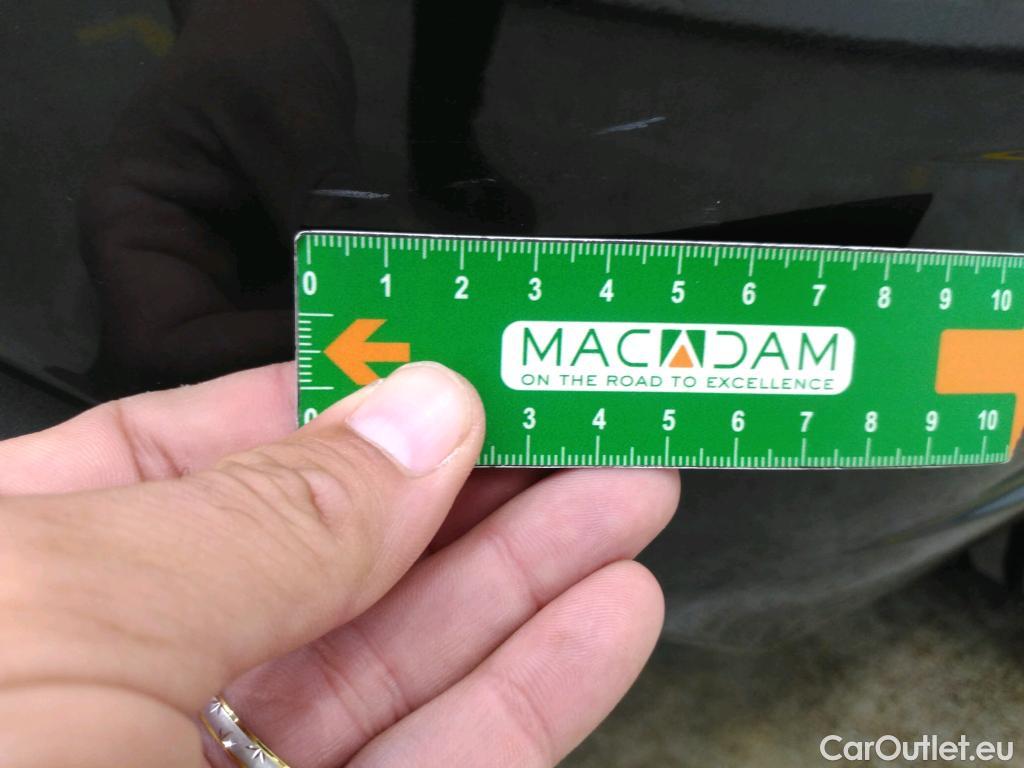 0 1 2 3 4 5 6 7 8 9 10
MACADAM
ON THE ROAD TO EXCELLENCE
0 3 4 5 6 7 8 9 10
CarOutlet.eu